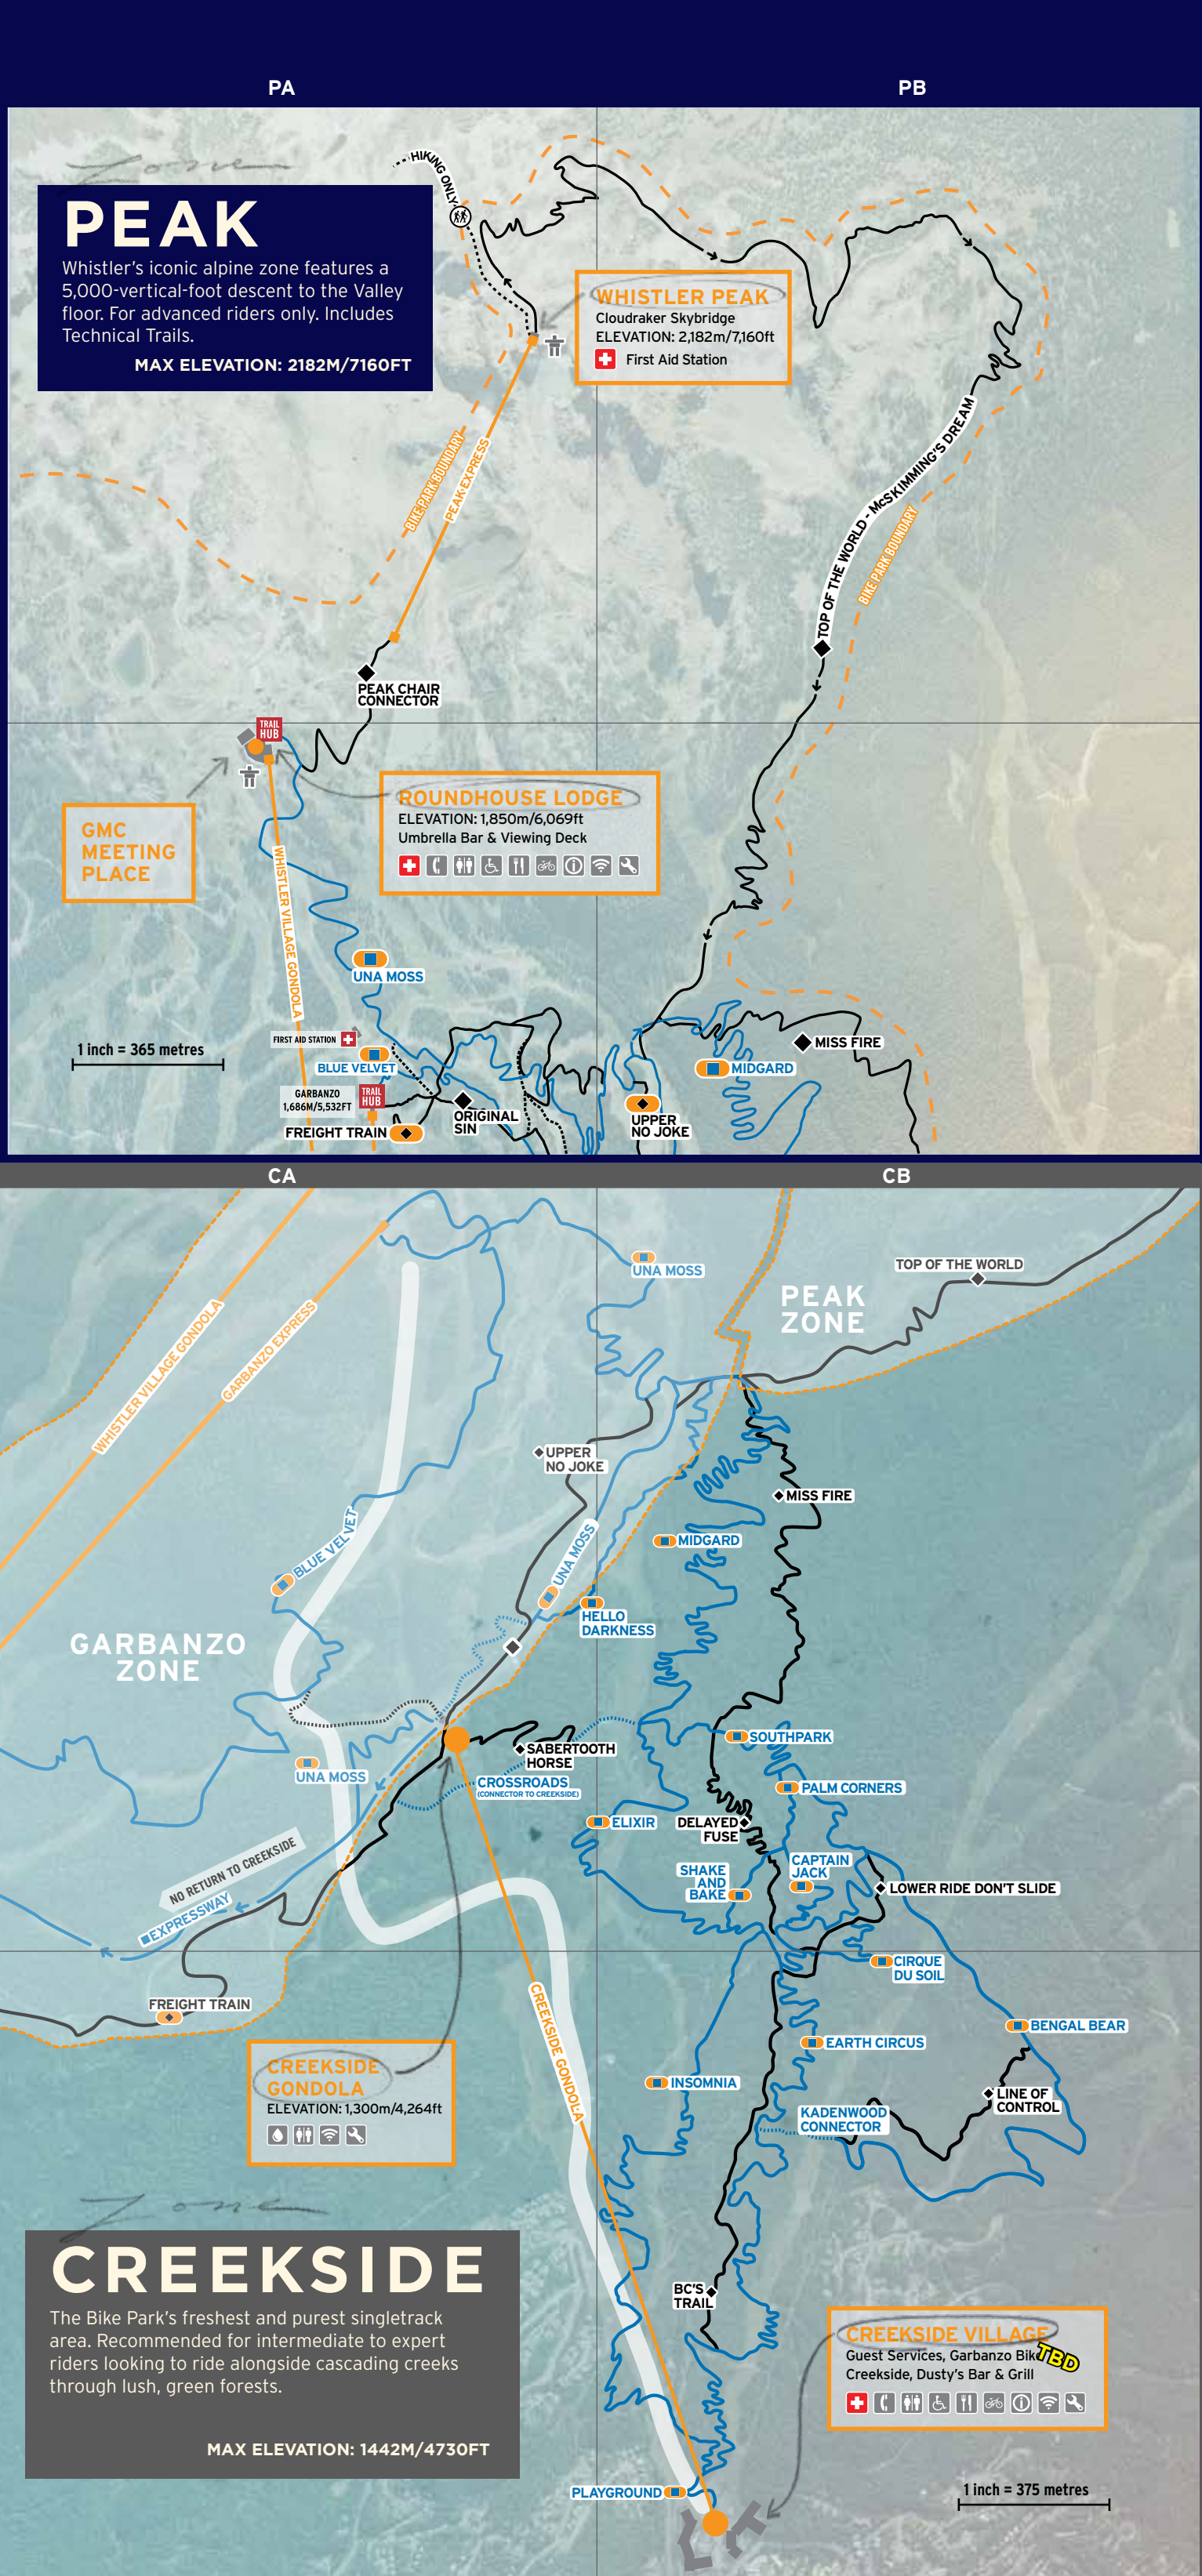 PA
PB
Zone
PEAK
Whistler's iconic alpine zone features a
5,000-vertical-foot descent to the Valley
floor. For advanced riders only. Includes
Technical Trails.
MAX ELEVATION: 2182M/7160FT
HIKING ONLY
WHISTLER PEAK
Cloudraker Skybridge
ELEVATION: 2,182m/7,160ft
First Aid Station
BIKE PARK BOUNDARY
PEAK EXPRESS
TOP OF THE WORLD - McSKIMMING'S DREAM
BIKE PARK BOUNDARY
PEAK CHAIR
CONNECTOR
TRAIL
HUB
ROUNDHOUSE LODGE
ELEVATION: 1,850m/6,069ft
Umbrella Bar & Viewing Deck
GMC
MEETING
PLACE
WHISTLER VILLAGE GONDOLA
UNA MOSS
1 inch = 365 metres
FIRST AID STATION
BLUE VELVET
MISS FIRE
MIDGARD
GARBANZO
1,686M/5,532FT
TRAIL
HUB
ORIGINAL
SIN
UPPER
NO JOKE
FREIGHT TRAIN
CA
CB
UNA MOSS
TOP OF THE WORLD
PEAK
ZONE
WHISTLER VILLAGE GONDOLA
GARBANZO EXPRESS
UPPER
NO JOKE
MISS FIRE
BLUE VELVET
UNA MOSS
MIDGARD
HELLO
DARKNESS
GARBANZO
ZONE
SOUTHPARK
SABERTOOTH
HORSE
UNA MOSS
CROSSROADS
(CONNECTOR TO CREEKSIDE)
PALM CORNERS
ELIXIR
DELAYED
FUSE
NO RETURN TO CREEKSIDE
SHAKE
AND
BAKE
CAPTAIN
JACK
LOWER RIDE DON'T SLIDE
EXPRESSWAY
CIRQUE
DU SOIL
FREIGHT TRAIN
CREEKSIDE GONDOLA
BENGAL BEAR
EARTH CIRCUS
CREEKSIDE
GONDOLA
ELEVATION: 1,300m/4,264ft
INSOMNIA
LINE OF
CONTROL
KADENWOOD
CONNECTOR
Zone
CREEKSIDE
The Bike Park's freshest and purest singletrack
area. Recommended for intermediate to expert
riders looking to ride alongside cascading creeks
through lush, green forests.
MAX ELEVATION: 1442M/4730FT
BC'S
TRAIL
CREEKSIDE VILLAGE
Guest Services, Garbanzo Bik
TBD
Creekside, Dusty's Bar & Grill
PLAYGROUND
1 inch = 375 metres